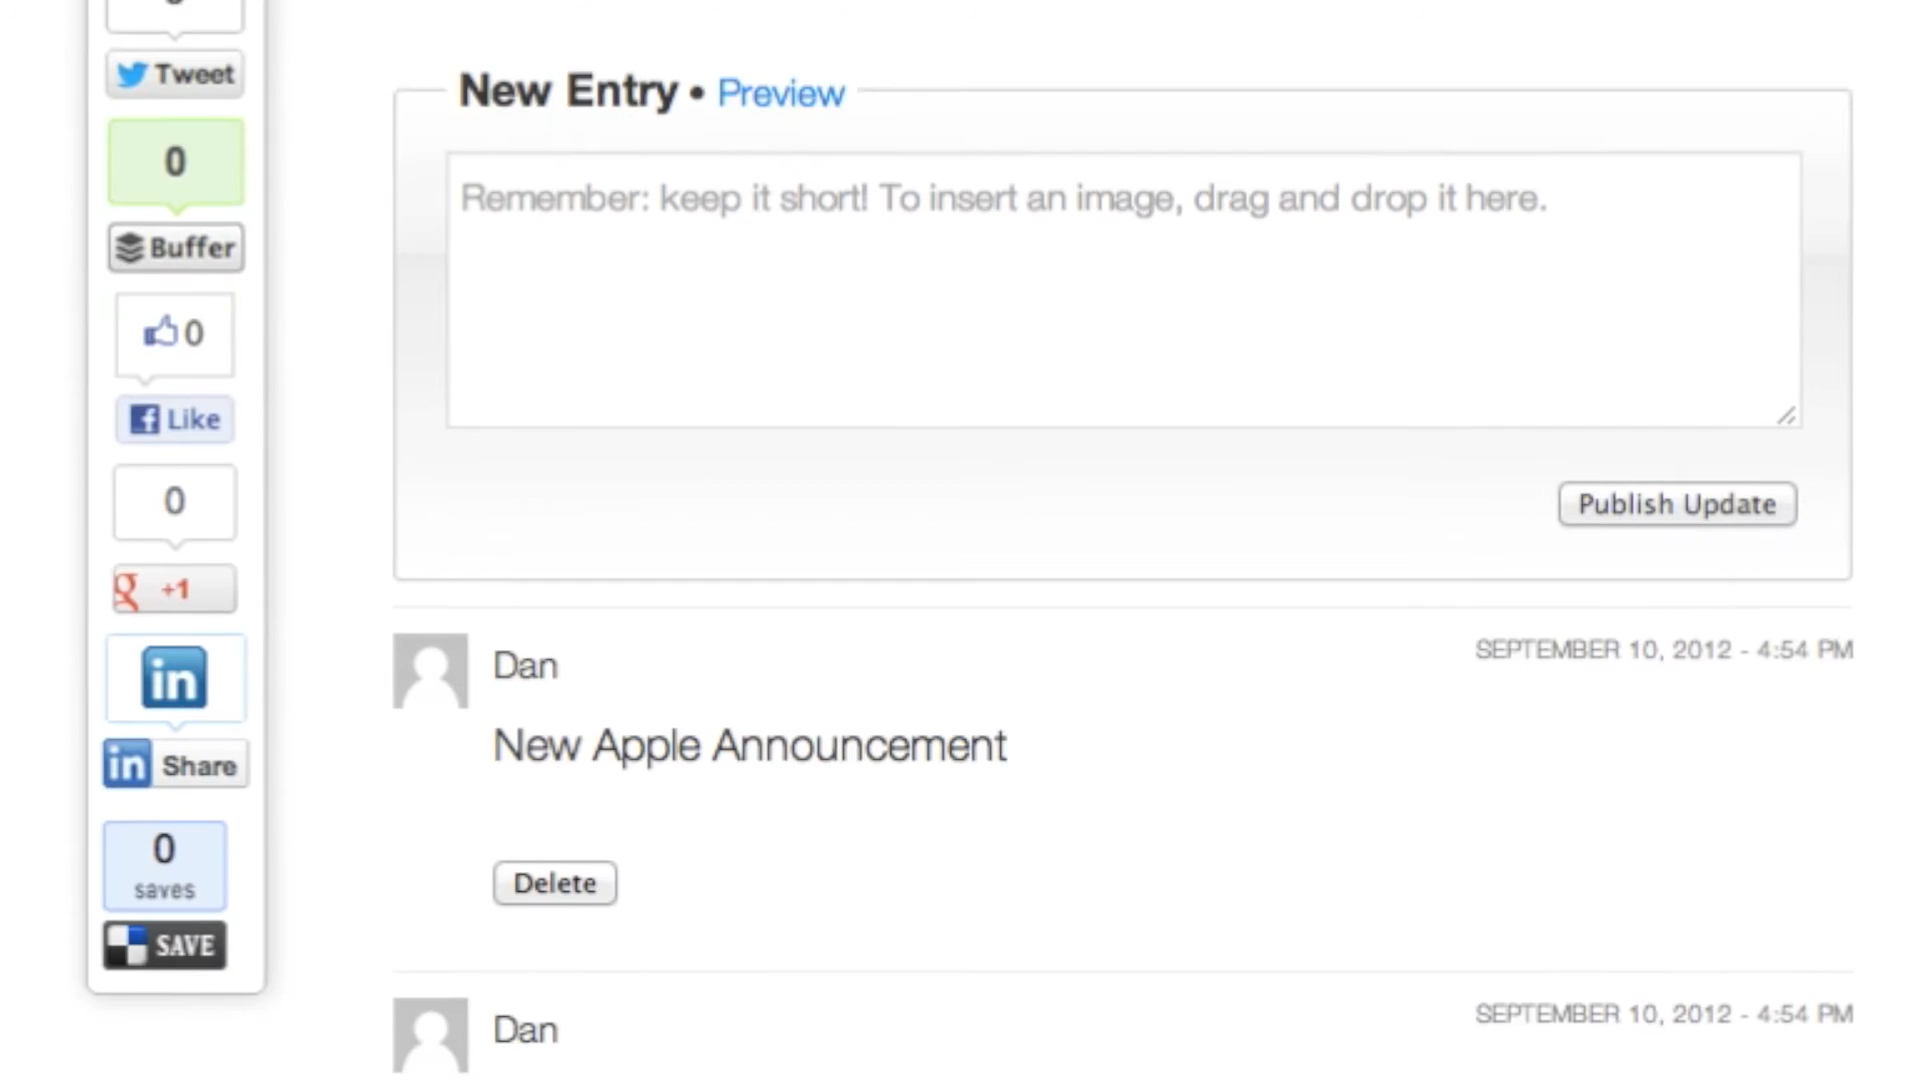 Tweet
0
Buffer
0
Like
0
g +1
in
in Share
0
saves
SAVE
New Entry • Preview
Remember: keep it short! To insert an image, drag and drop it here.
Publish Update
Dan
SEPTEMBER 10, 2012 - 4:54 PM
New Apple Announcement
Delete
Dan
SEPTEMBER 10, 2012 - 4:54 PM